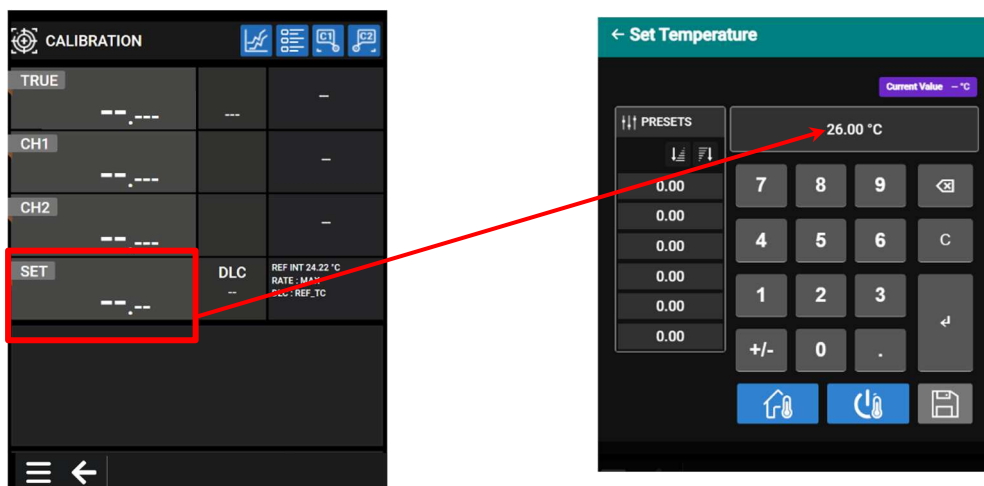 CALIBRATION
C1 C2
TRUE
--.---
---
--
CH1
--.---
--
CH2
--.---
--
SET
--.--
DLC
--
REF INT 24.22 °C
RATE : MAX
DLC : REF_TC
← Set Temperature
Current Value -- °C
PRESETS
26.00 °C
0.00
0.00
0.00
0.00
0.00
0.00
7 8 9
4 5 6 C
1 2 3
+/- 0 .